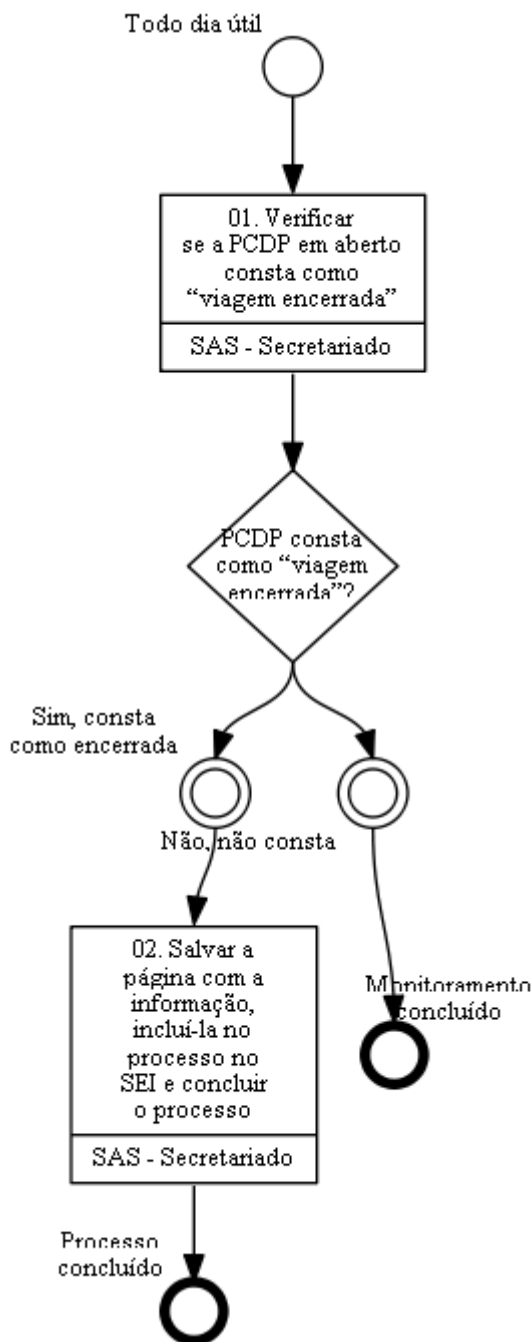 Todo dia útil
01. Verificar
se a PCDP em aberto
consta como
“viagem encerrada”
SAS - Secretariado
PCDP consta
como “viagem
encerrada”?
Sim, consta
como encerrada
Não, não consta
02. Salvar a
página com a
informação,
incluí-la no
processo no
SEI e concluir
o processo
SAS - Secretariado
Monitoramento
concluído
Processo
concluído